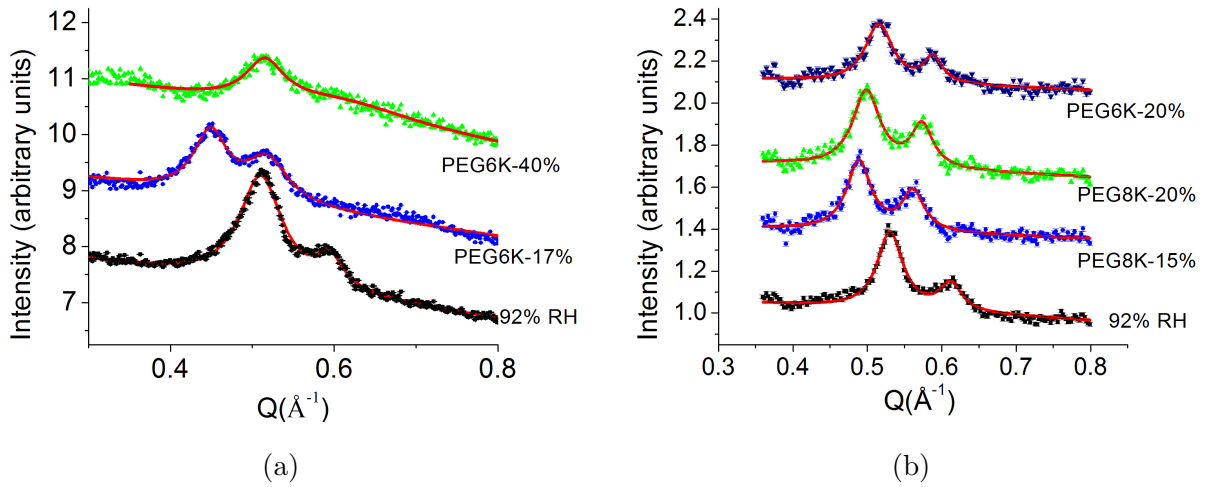 12
11
10
9
8
7
Intensity (arbitrary units)
PEG6K-40%
PEG6K-17%
92% RH
0.4
0.6
0.8
Q(Å⁻¹)
(a)
2.4
2.2
2.0
1.8
1.6
1.4
1.2
1.0
Intensity (arbitrary units)
PEG6K-20%
PEG8K-20%
PEG8K-15%
92% RH
0.3
0.4
0.5
0.6
0.7
0.8
Q(Å⁻¹)
(b)